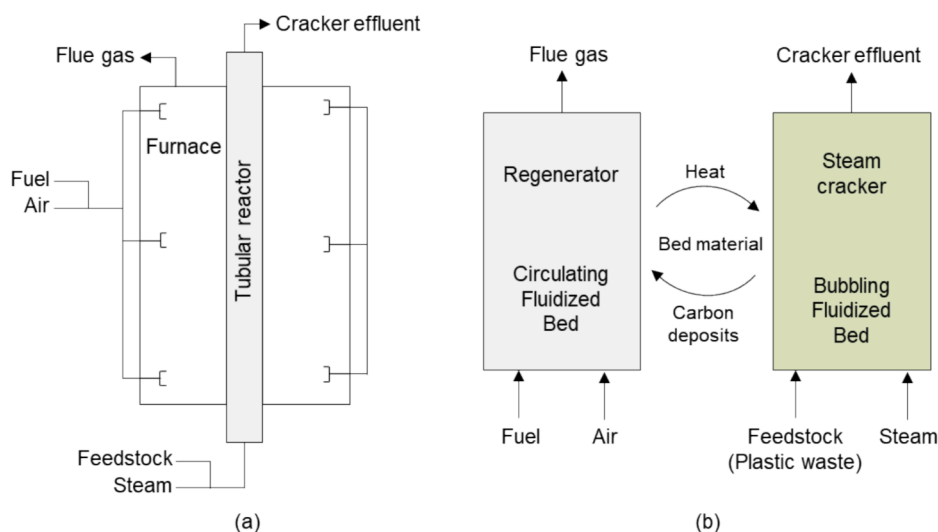 Cracker effluent
Flue gas
Furnace
Tubular reactor
Fuel
Air
Feedstock
Steam
(a)
Flue gas
Cracker effluent
Regenerator
Circulating
Fluidized
Bed
Heat
Bed material
Carbon
deposits
Steam
cracker
Bubbling
Fluidized
Bed
Fuel
Air
Feedstock
(Plastic waste)
Steam
(b)